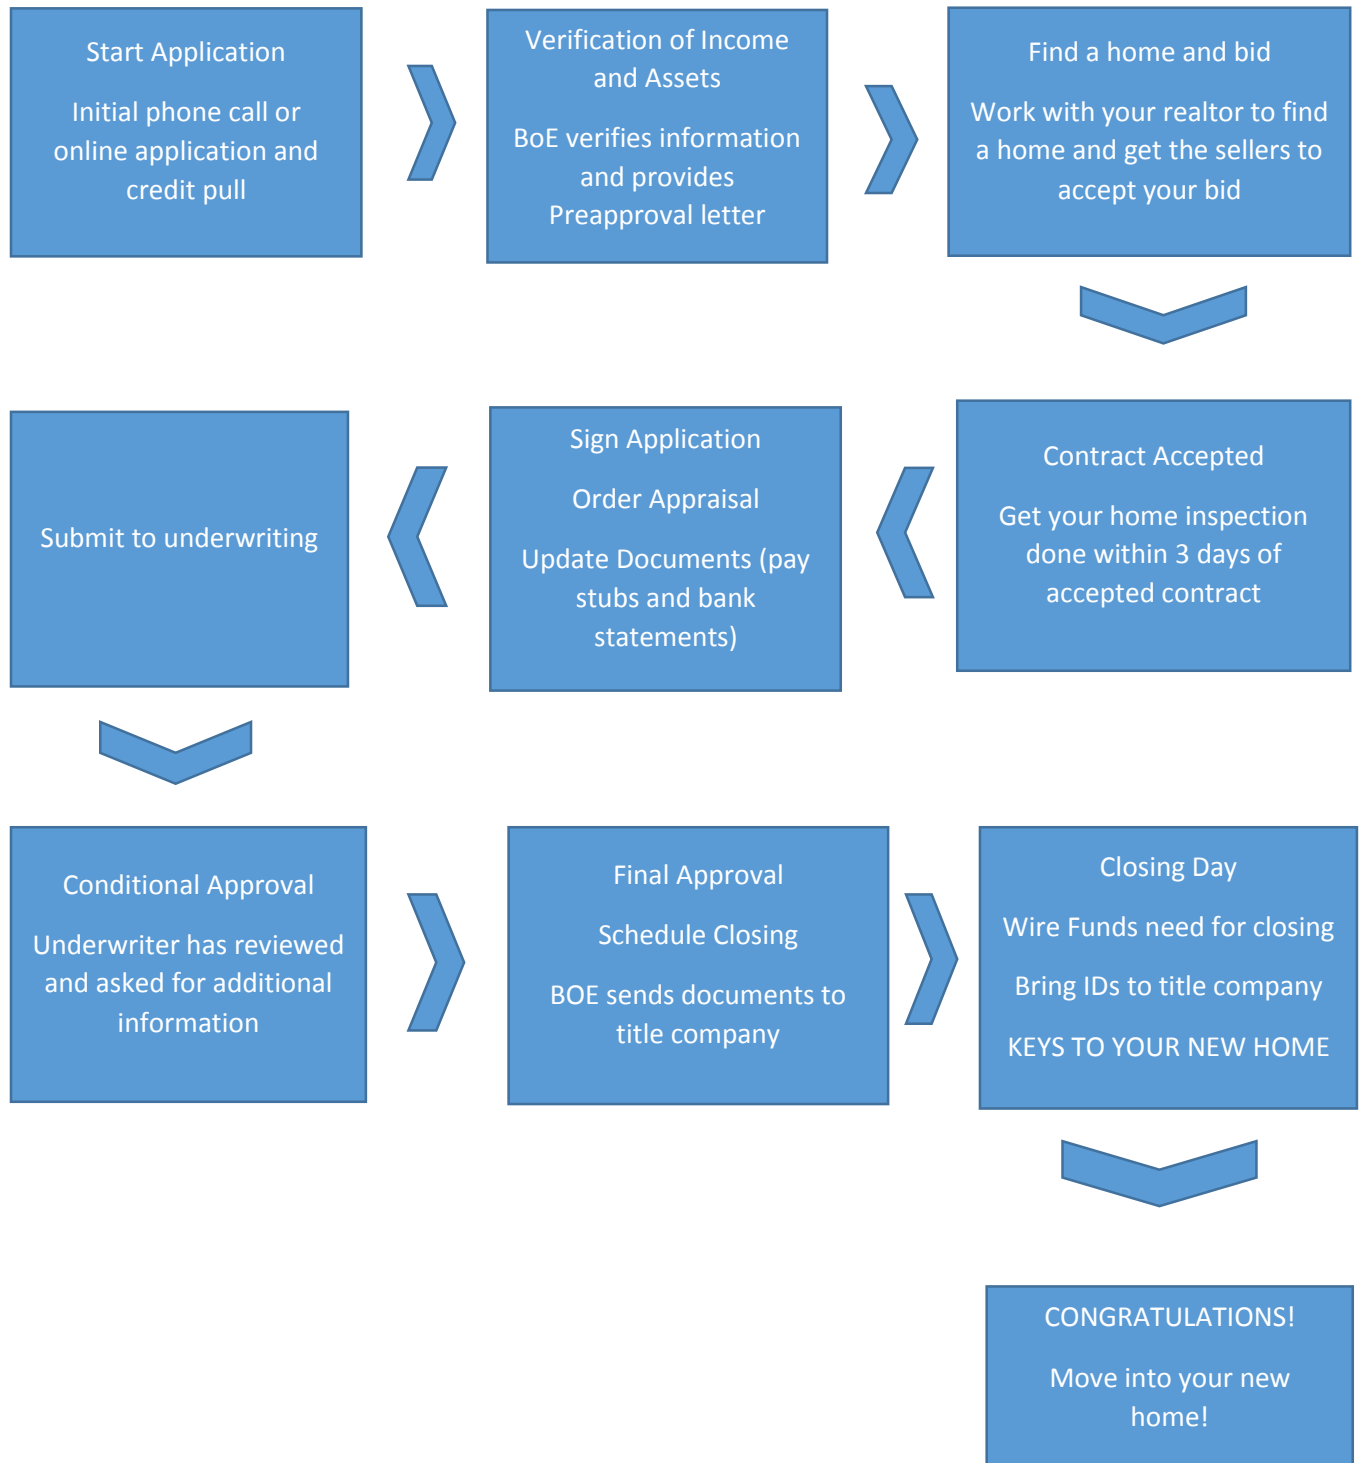 Start Application
Initial phone call or
online application and
credit pull
Verification of Income
and Assets
BoE verifies information
and provides
Preapproval letter
Find a home and bid
Work with your realtor to find
a home and get the sellers to
accept your bid
Contract Accepted
Get your home inspection
done within 3 days of
accepted contract
Sign Application
Order Appraisal
Update Documents (pay
stubs and bank
statements)
Submit to underwriting
Conditional Approval
Underwriter has reviewed
and asked for additional
information
Final Approval
Schedule Closing
BOE sends documents to
title company
Closing Day
Wire Funds need for closing
Bring IDs to title company
KEYS TO YOUR NEW HOME
CONGRATULATIONS!
Move into your new
home!